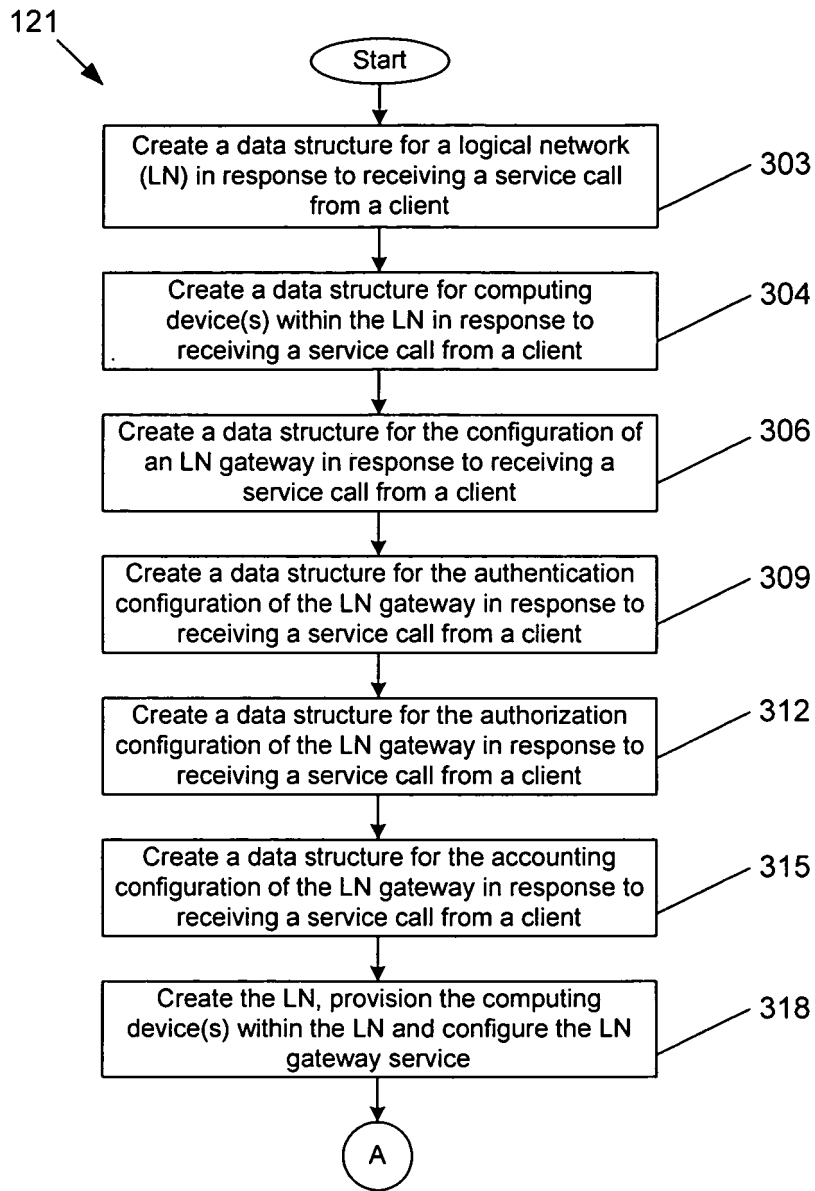 121
Start
Create a data structure for a logical network
(LN) in response to receiving a service call
from a client
303
Create a data structure for computing
device(s) within the LN in response to
receiving a service call from a client
304
Create a data structure for the configuration of
an LN gateway in response to receiving a
service call from a client
306
Create a data structure for the authentication
configuration of the LN gateway in response to
receiving a service call from a client
309
Create a data structure for the authorization
configuration of the LN gateway in response to
receiving a service call from a client
312
Create a data structure for the accounting
configuration of the LN gateway in response to
receiving a service call from a client
315
Create the LN, provision the computing
device(s) within the LN and configure the LN
gateway service
318
A